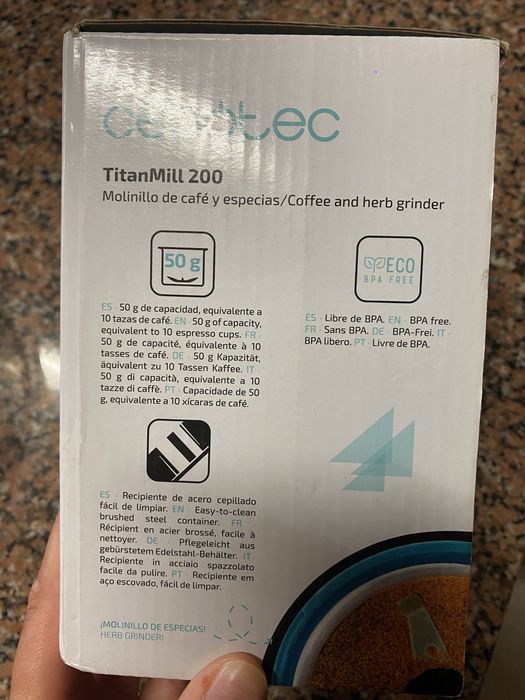 cecotec
TitanMill 200
Molinillo de café y especias/Coffee and herb grinder
50 g
ES · 50 g de capacidad, equivalente a
10 tazas de café. EN · 50 g of capacity,
equivalent to 10 espresso cups. FR ·
50 g de capacité, équivalente à 10
tasses de café. DE · 50 g Kapazität,
äquivalent zu 10 Tassen Kaffee. IT ·
50 g di capacità, equivalente a 10
tazze di caffè. PT · Capacidade de 50
g, equivalente a 10 xícaras de café.
ECO
BPA FREE
ES · Libre de BPA. EN · BPA free.
FR · Sans BPA. DE · BPA-Frei. IT ·
BPA libero. PT · Livre de BPA.
ES · Recipiente de acero cepillado
fácil de limpiar. EN · Easy-to-clean
brushed steel container. FR ·
Récipient en acier brossé, facile à
nettoyer. DE · Pflegeleicht aus
gebürstetem Edelstahl-Behälter. IT ·
Recipiente in acciaio spazzolato
facile da pulire. PT · Recipiente em
aço escovado, fácil de limpar.
¡MOLINILLO DE ESPECIAS!
HERB GRINDER!